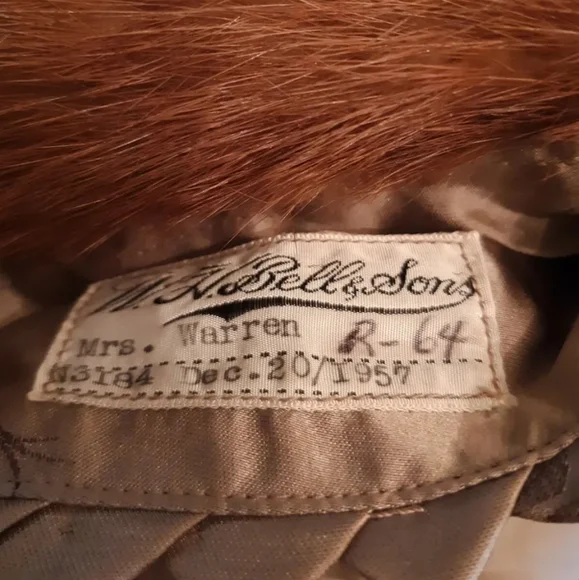 W. H. Bell & Sons
Mrs. Warren R-64
N3184 Dec. 20/1957